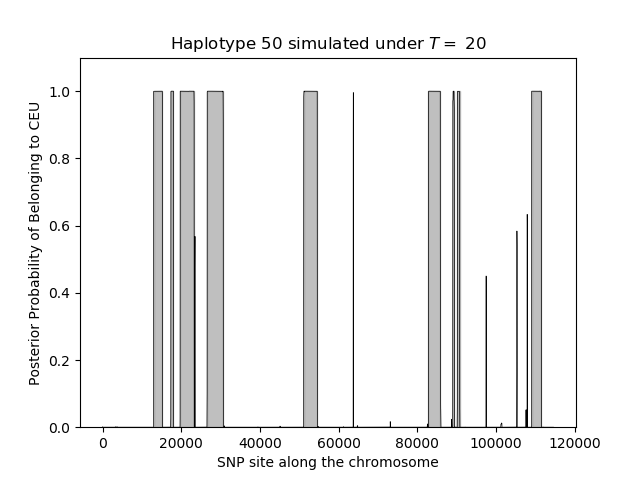 Haplotype 50 simulated under T = 20
Posterior Probability of Belonging to CEU
1.0
0.8
0.6
0.4
0.2
0.0
0 20000 40000 60000 80000 100000 120000
SNP site along the chromosome